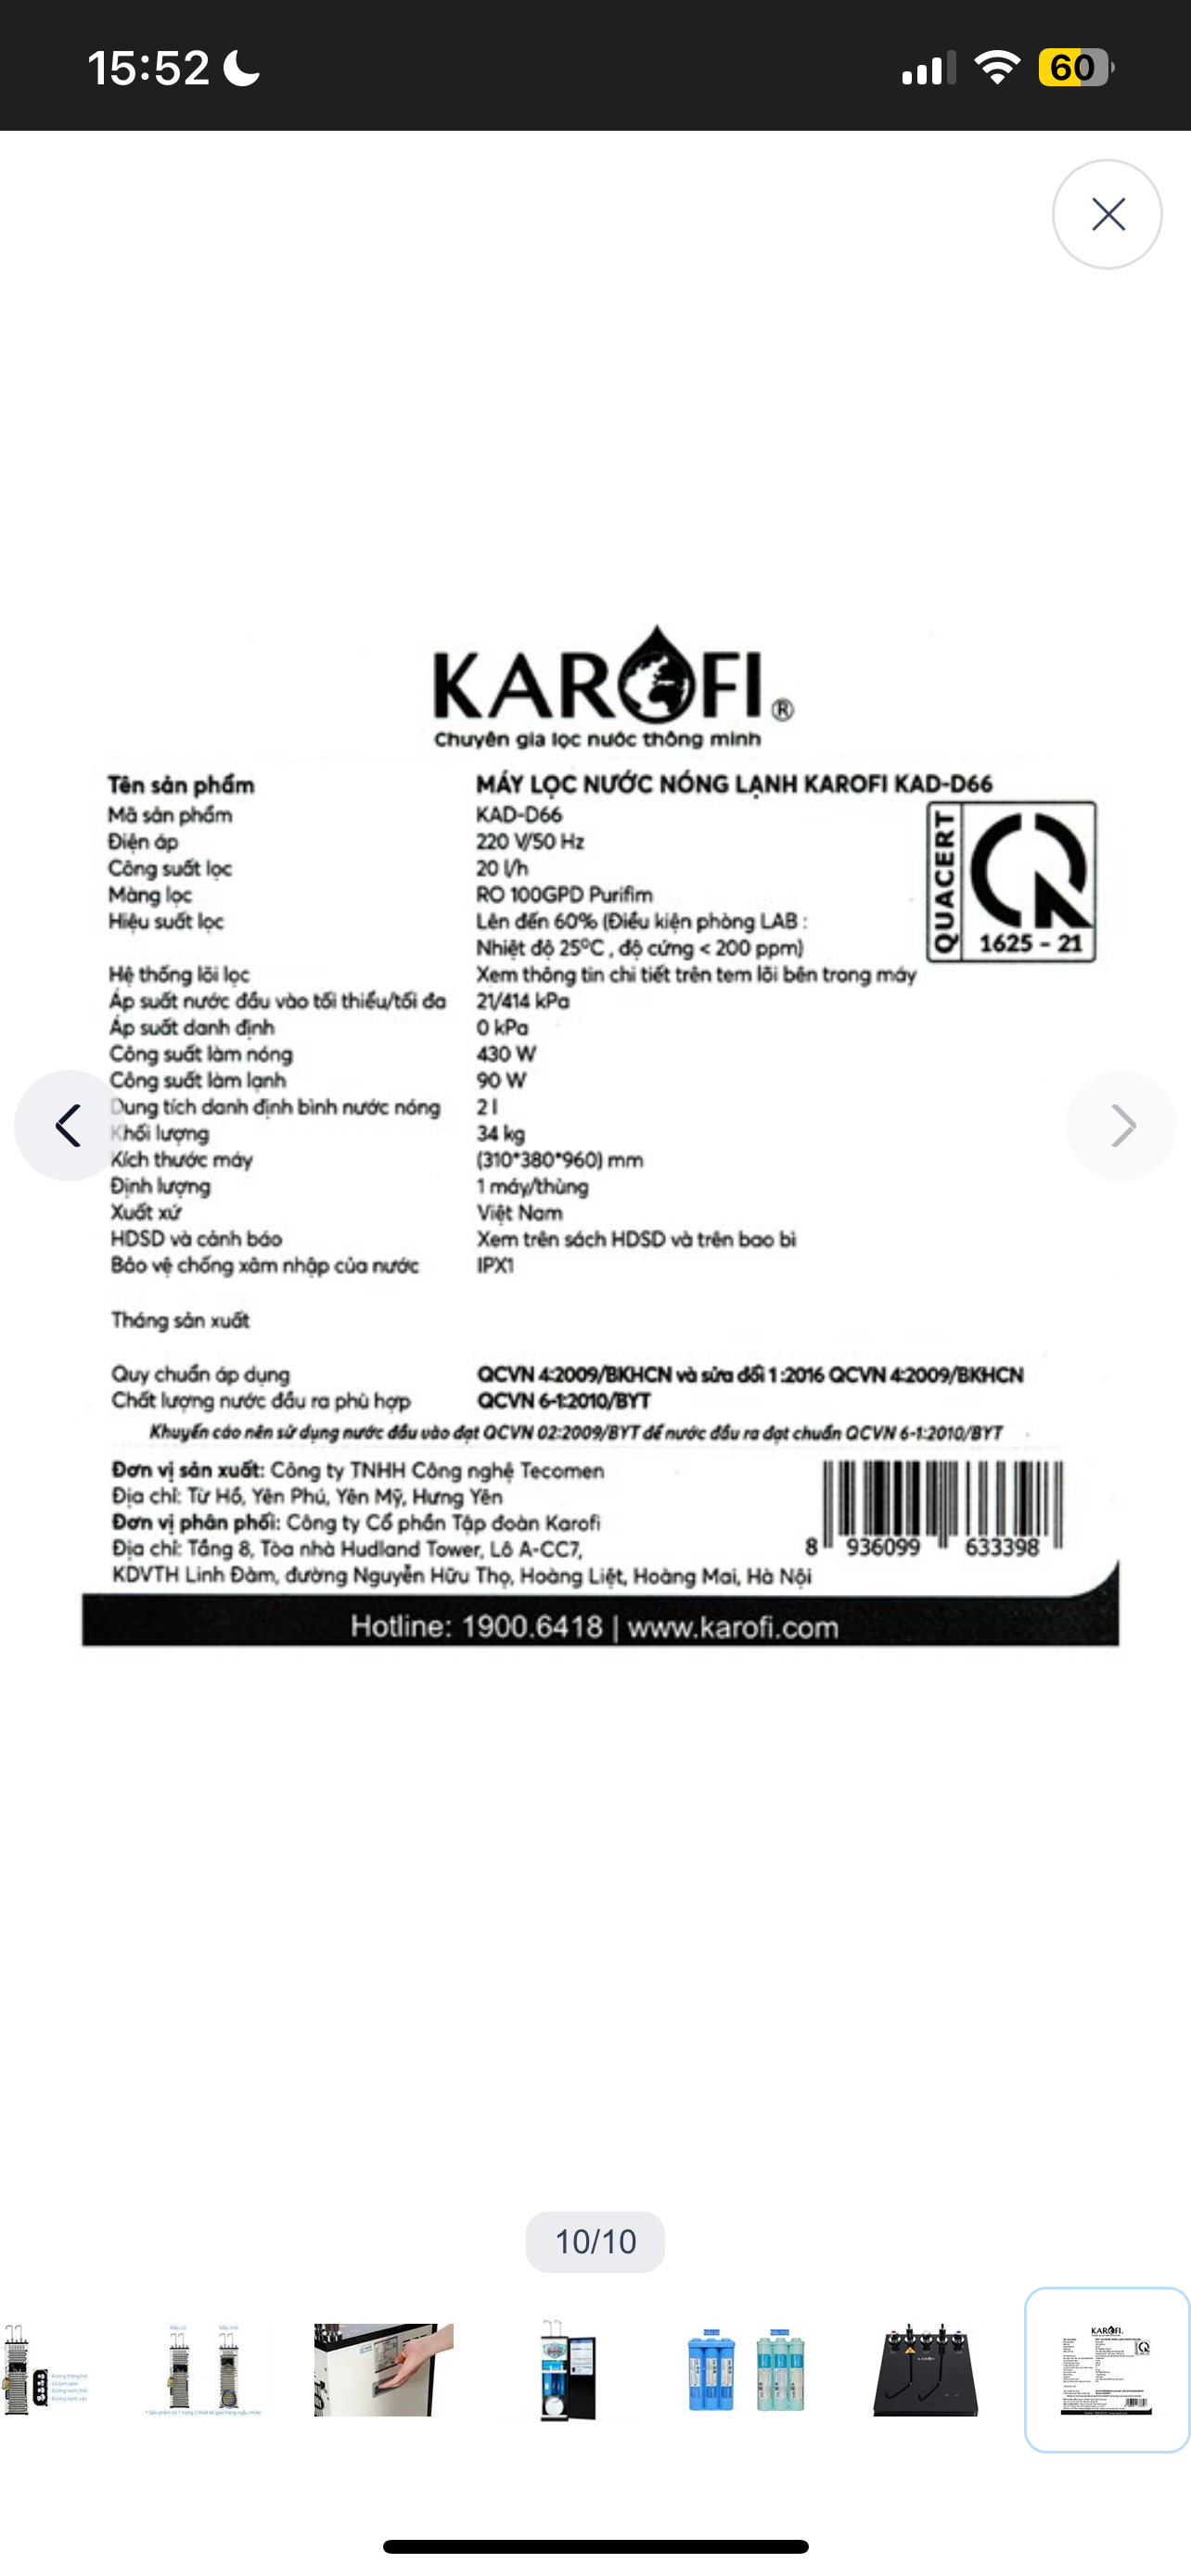 15:52
60
KAROFI®
Chuyên gia lọc nước thông minh
Tên sản phẩm MÁY LỌC NƯỚC NÓNG LẠNH KAROFI KAD-D66
Mã sản phẩm KAD-D66
Điện áp 220 V/50 Hz
Công suất lọc 20 l/h
Màng lọc RO 100GPD Purifim
Hiệu suất lọc Lên đến 60% (Điều kiện phòng LAB :
Nhiệt độ 25ºC , độ cứng < 200 ppm)
QUACERT
1625 - 21
Hệ thống lõi lọc Xem thông tin chi tiết trên tem lõi bên trong máy
Áp suất nước đầu vào tối thiểu/tối đa 21/414 kPa
Áp suất danh định 0 kPa
Công suất làm nóng 430 W
Công suất làm lạnh 90 W
Dung tích danh định bình nước nóng 2 l
Khối lượng 34 kg
Kích thước máy (310*380*960) mm
Định lượng 1 máy/thùng
Xuất xứ Việt Nam
HDSD và cảnh báo Xem trên sách HDSD và trên bao bì
Bảo vệ chống xâm nhập của nước IPX1
Tháng sản xuất
Quy chuẩn áp dụng QCVN 4:2009/BKHCN và sửa đổi 1:2016 QCVN 4:2009/BKHCN
Chất lượng nước đầu ra phù hợp QCVN 6-1:2010/BYT
Khuyến cáo nên sử dụng nước đầu vào đạt QCVN 02:2009/BYT để nước đầu ra đạt chuẩn QCVN 6-1:2010/BYT
Đơn vị sản xuất: Công ty TNHH Công nghệ Tecomen
Địa chỉ: Từ Hồ, Yên Phú, Yên Mỹ, Hưng Yên
Đơn vị phân phối: Công ty Cổ phần Tập đoàn Karofi
Địa chỉ: Tầng 8, Tòa nhà Hudland Tower, Lô A-CC7,
KDVTH Linh Đàm, đường Nguyễn Hữu Thọ, Hoàng Liệt, Hoàng Mai, Hà Nội
8 936099 633398
Hotline: 1900.6418 | www.karofi.com
10/10